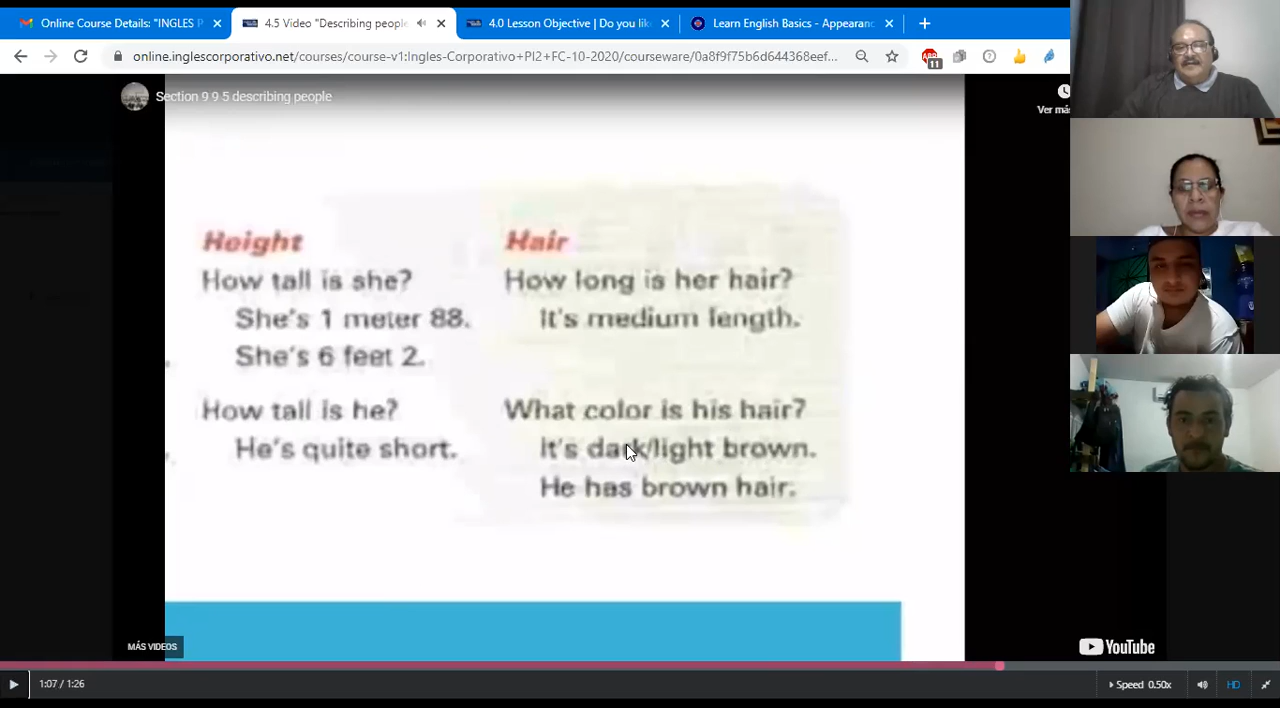 Online Course Details: "INGLES P
4.5 Video "Describing people
4.0 Lesson Objective | Do you lik
Learn English Basics - Appearanc
online.inglescorporativo.net/courses/course-v1:Ingles-Corporativo+PI2+FC-10-2020/courseware/0a8f9f75b6d644368eef...
11
Section 9 9 5 describing people
Ver más
Height
How tall is she?
She's 1 meter 88.
She's 6 feet 2.
How tall is he?
He's quite short.
Hair
How long is her hair?
It's medium length.
What color is his hair?
It's dark/light brown.
He has brown hair.
MÁS VIDEOS
YouTube
1:07 / 1:26
Speed 0.50x
HD